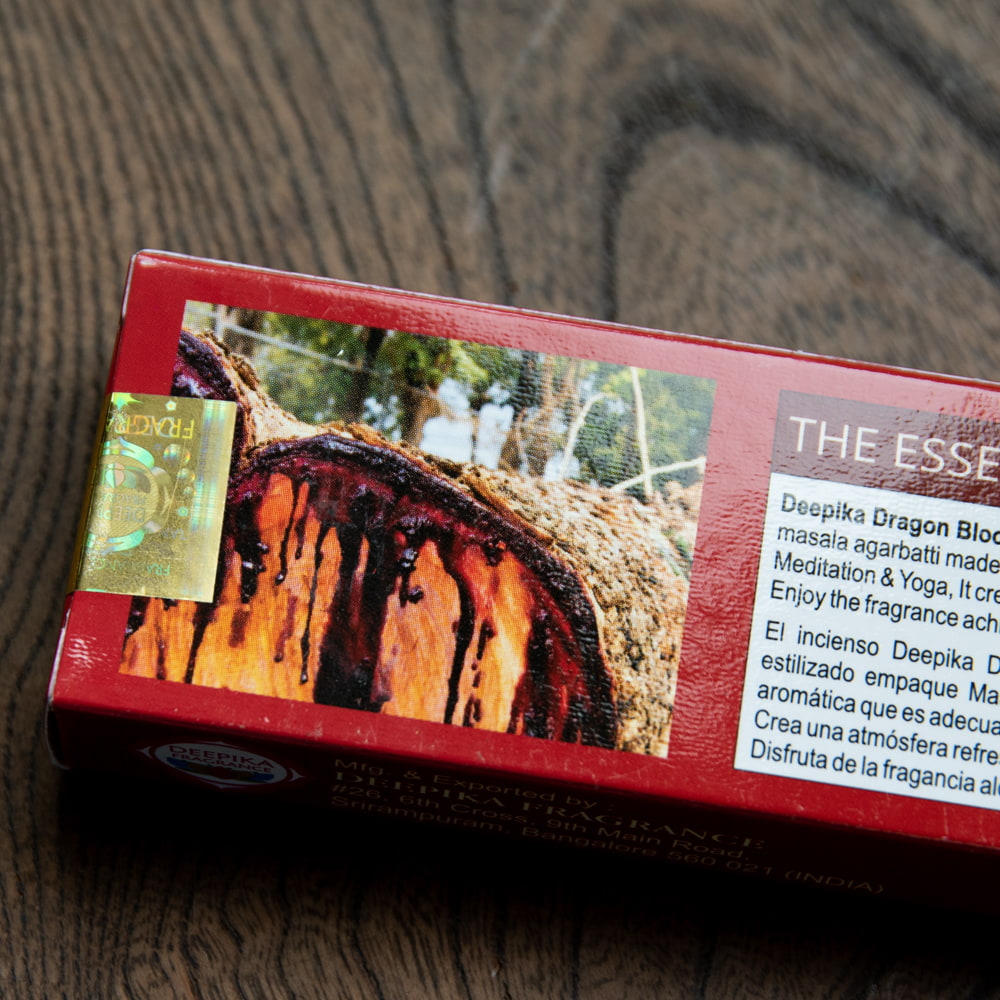 THE ESSE
Deepika Dragon Bloo
masala agarbatti made
Meditation & Yoga, It cre
Enjoy the fragrance ach
El incienso Deepika D
estilizado empaque Ma
aromática que es adecua
Crea una atmósfera refre
Disfruta de la fragancia al
DEEPIKA
FRAGRANCE
Mfg. & Exported by :
DEEPIKA FRAGRANCE
#26, 6th Cross, 9th Main Road,
Srirampuram, Bangalore 560 021 (INDIA)